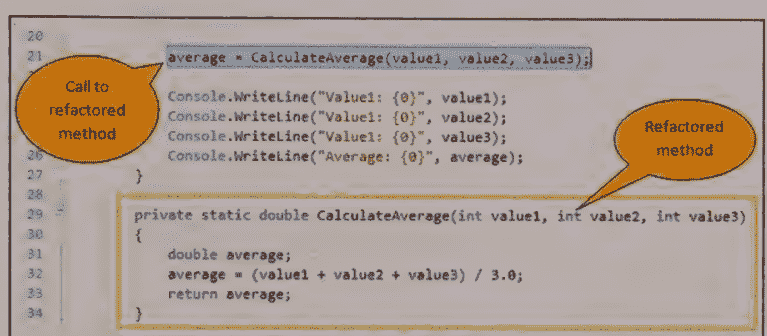 20
21 average = CalculateAverage(value1, value2, value3);
Call to
refactored
method
Console.WriteLine("Value1: {0}", value1);
Console.WriteLine("Value1: {0}", value2);
Console.WriteLine("Value1: {0}", value3);
26 Console.WriteLine("Average: {0}", average);
27 }
Refactored
method
28
29 private static double CalculateAverage(int value1, int value2, int value3)
30 {
31 double average;
32 average = (value1 + value2 + value3) / 3.0;
33 return average;
34 }